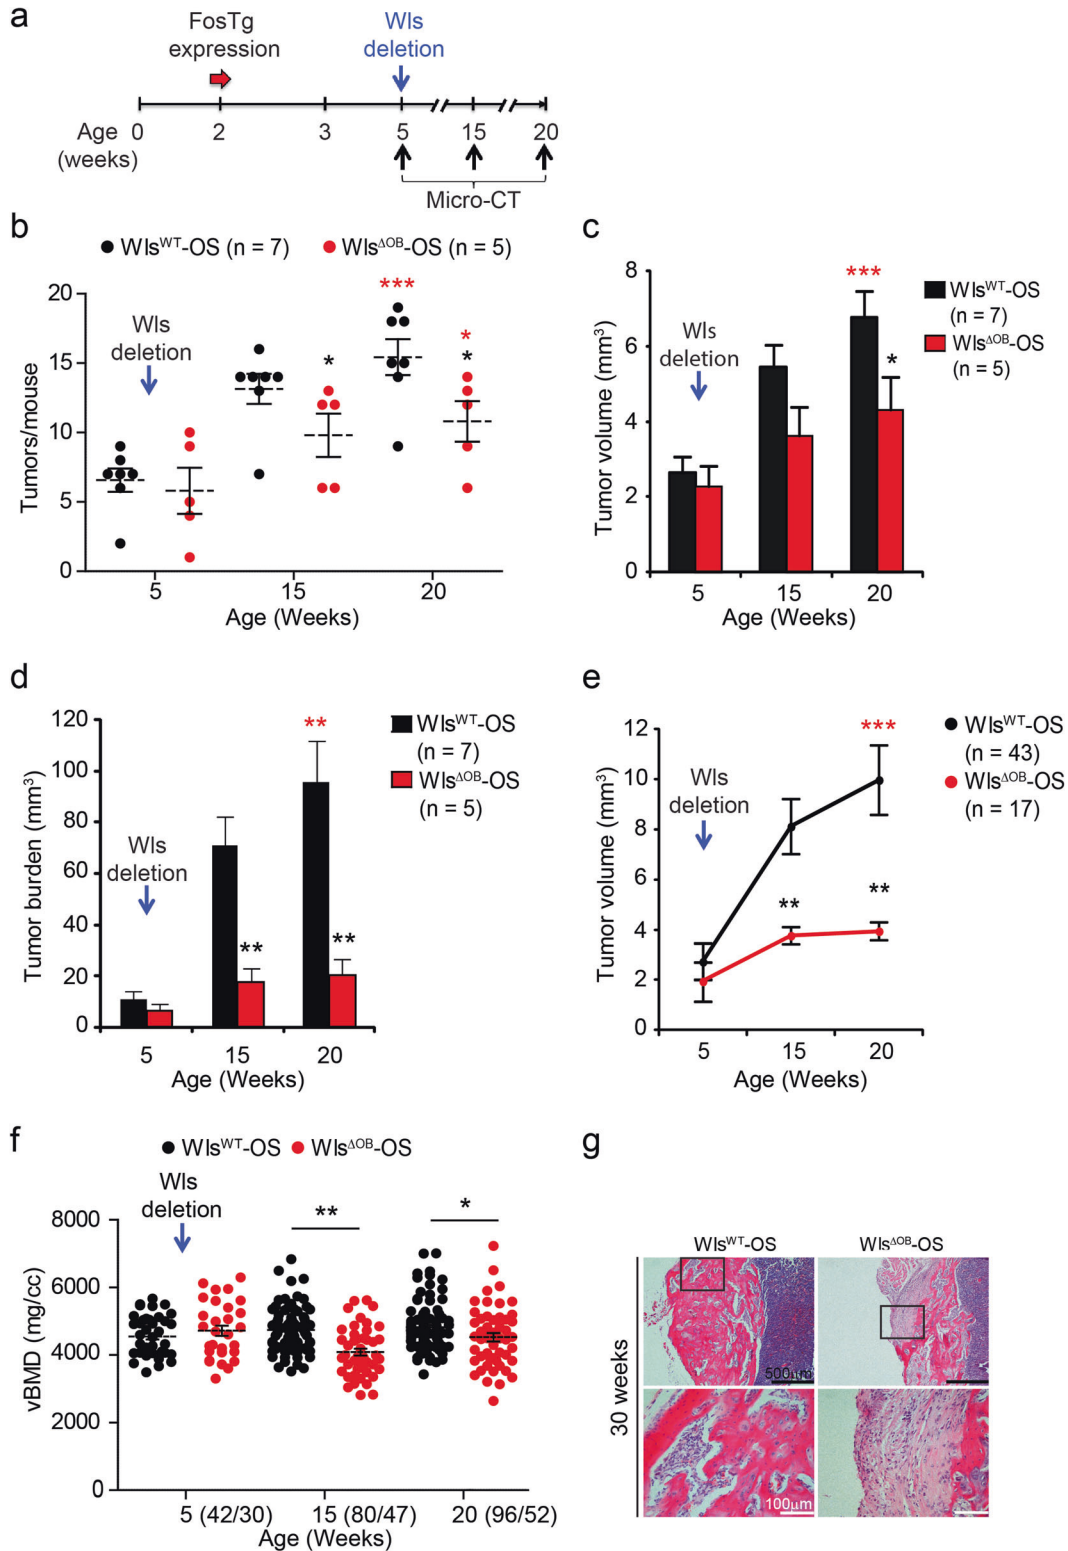 a
FosTg
expression
Wls
deletion
Age
(weeks)
0 2 3 5 15 20
Micro-CT
b
Wls^WT-OS (n = 7)
Wls^ΔOB-OS (n = 5)
Tumors/mouse
20
15
10
5
0
Wls
deletion
*
***
*
*
5 15 20
Age (Weeks)
c
Tumor volume (mm³)
8
6
4
2
0
Wls
deletion
***
*
Wls^WT-OS
(n = 7)
Wls^ΔOB-OS
(n = 5)
5 15 20
Age (Weeks)
d
Tumor burden (mm³)
120
100
80
60
40
20
0
Wls
deletion
**
**
**
Wls^WT-OS
(n = 7)
Wls^ΔOB-OS
(n = 5)
5 15 20
Age (Weeks)
e
Tumor volume (mm³)
12
10
8
6
4
2
0
Wls
deletion
***
**
**
Wls^WT-OS
(n = 43)
Wls^ΔOB-OS
(n = 17)
5 15 20
Age (Weeks)
f
Wls^WT-OS Wls^ΔOB-OS
Wls
deletion
vBMD (mg/cc)
8000
6000
4000
2000
0
**
*
5 (42/30) 15 (80/47) 20 (96/52)
Age (Weeks)
g
Wls^WT-OS Wls^ΔOB-OS
30 weeks
500µm
100µm